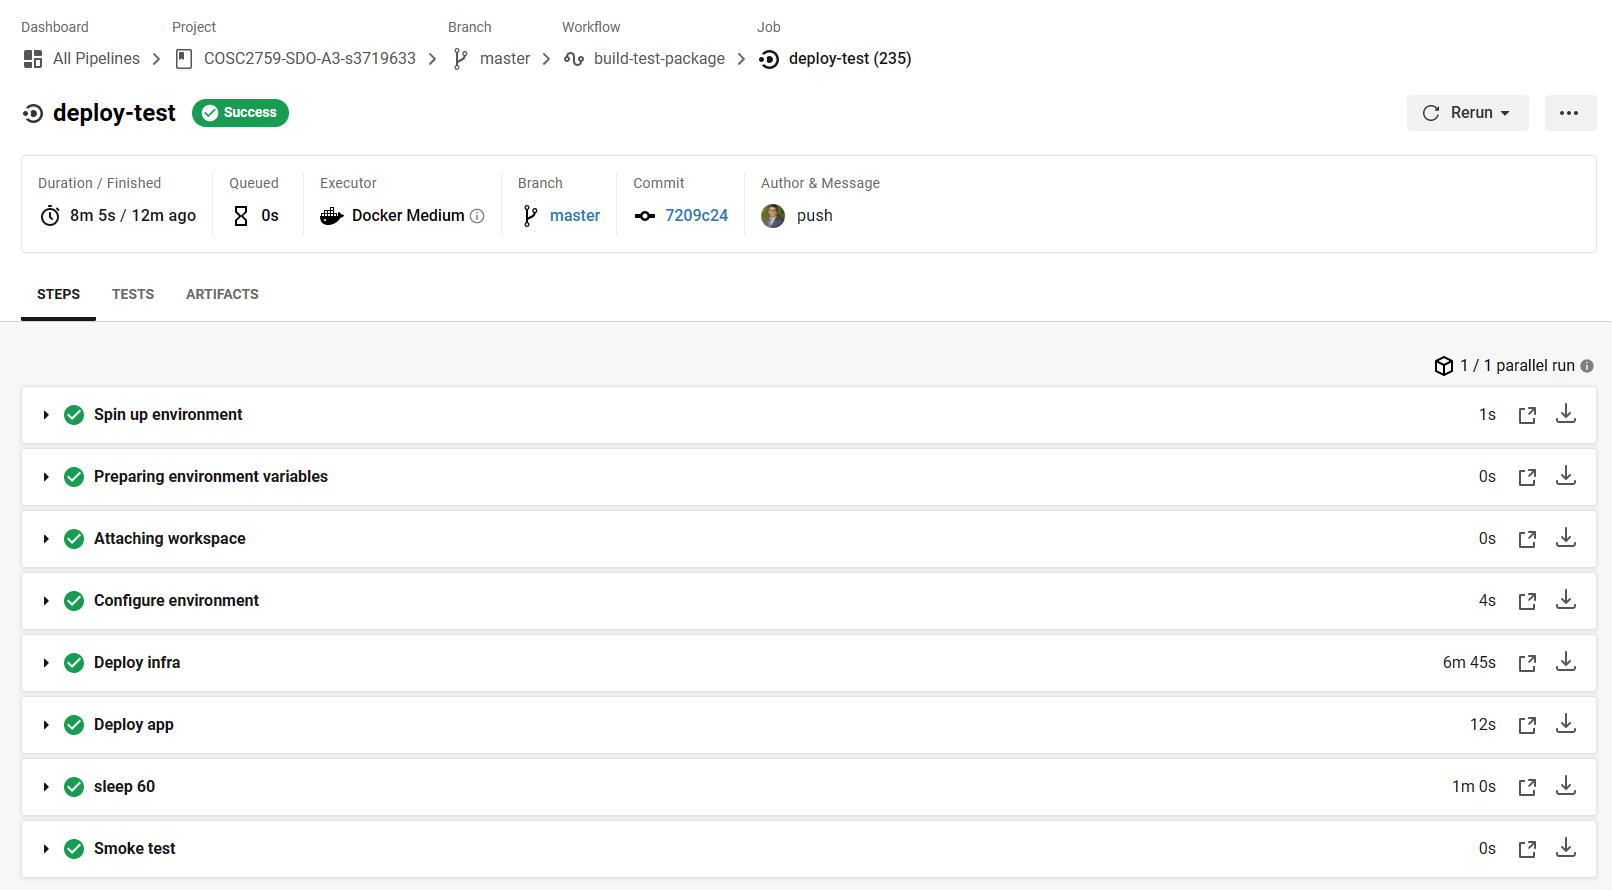 Dashboard Project Branch Workflow Job
All Pipelines COSC2759-SDO-A3-s3719633 master build-test-package deploy-test (235)
deploy-test Success Rerun
Duration / Finished Queued Executor Branch Commit Author & Message
8m 5s / 12m ago 0s Docker Medium master 7209c24 push
STEPS TESTS ARTIFACTS
1 / 1 parallel run
Spin up environment 1s
Preparing environment variables 0s
Attaching workspace 0s
Configure environment 4s
Deploy infra 6m 45s
Deploy app 12s
sleep 60 1m 0s
Smoke test 0s